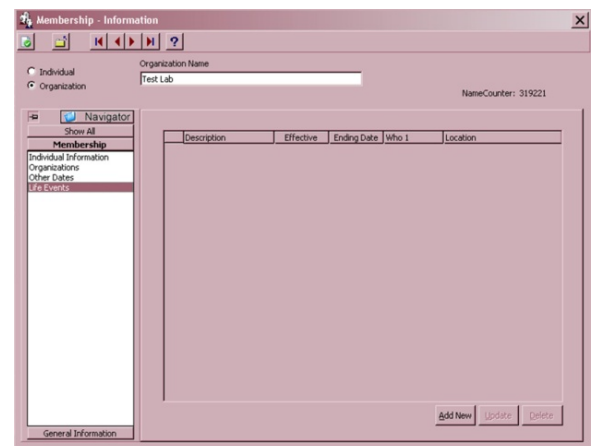 Membership - Information
?
Individual
Organization
Organization Name
Test Lab
NameCounter: 319221
Navigator
Show All
Membership
Individual Information
Organizations
Other Dates
Life Events
Description Effective Ending Date Who 1 Location
Add New Update Delete
General Information